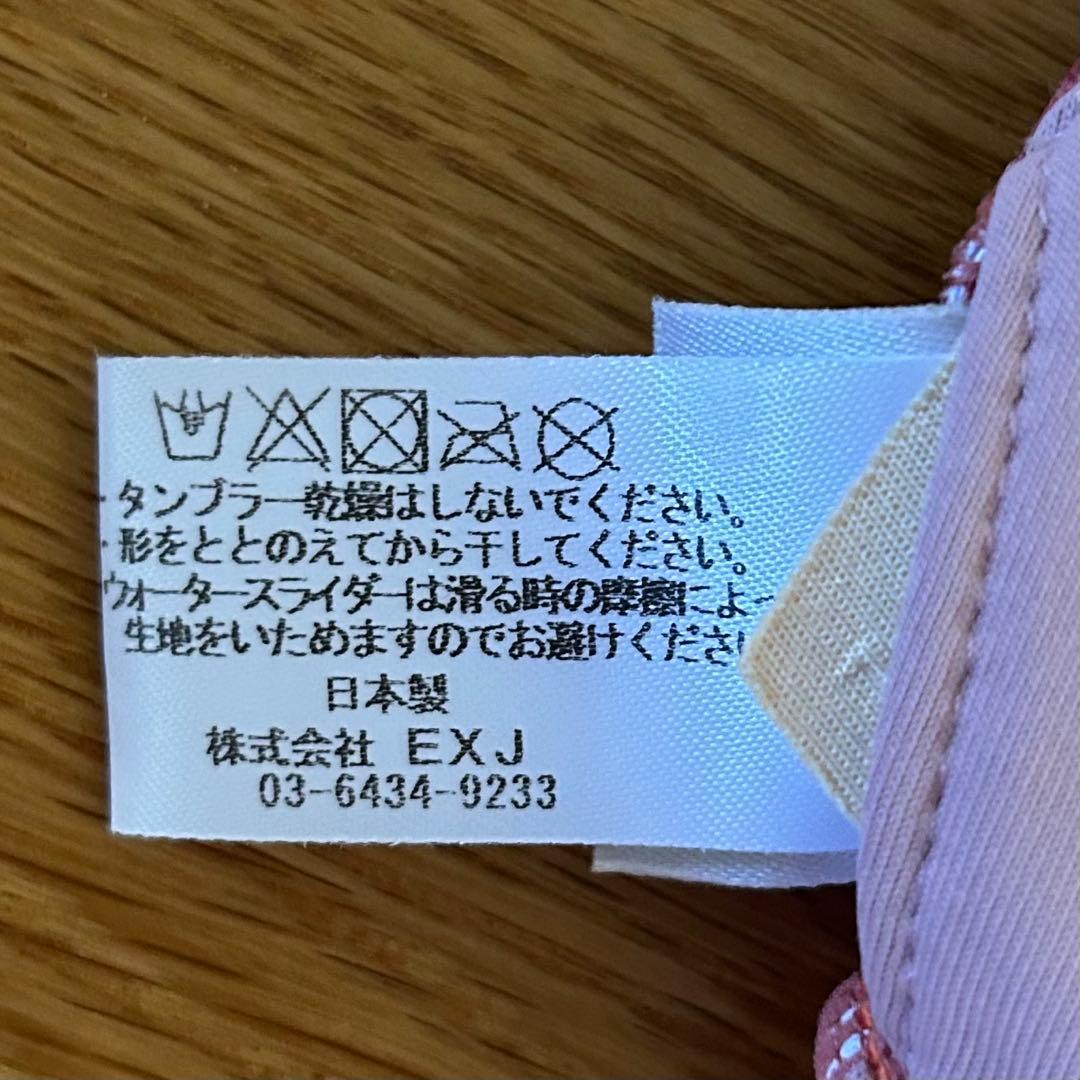 ・タンブラー乾燥はしないでください。
・形をととのえてから干してください。
ウォータースライダーは滑る時の摩擦によ
生地をいためますのでお避けくださ
日本製
株式会社 EXJ
03-6434-9233